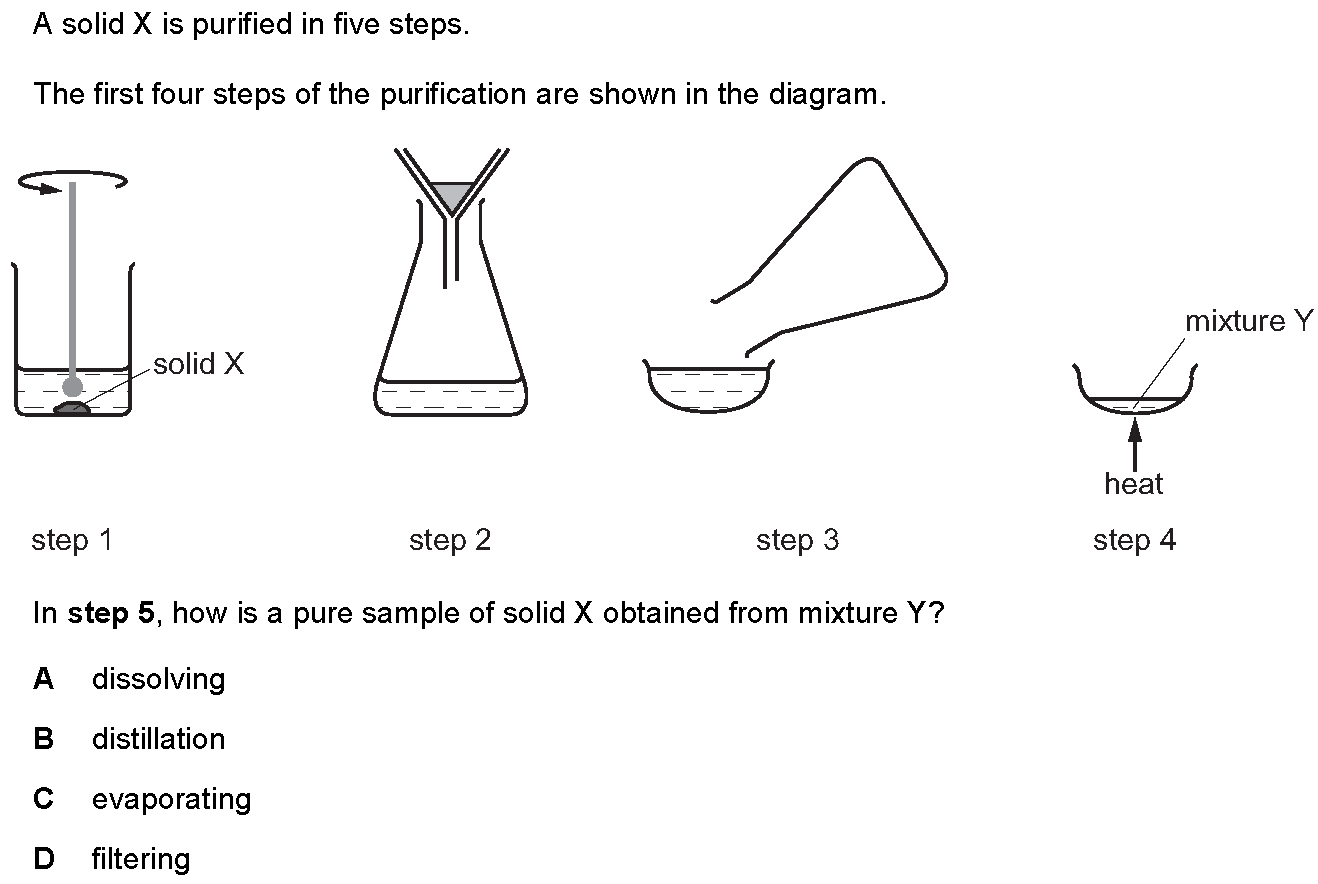 A solid X is purified in five steps.
The first four steps of the purification are shown in the diagram.
solid X
mixture Y
heat
step 1
step 2
step 3
step 4
In step 5, how is a pure sample of solid X obtained from mixture Y?
A dissolving
B distillation
C evaporating
D filtering